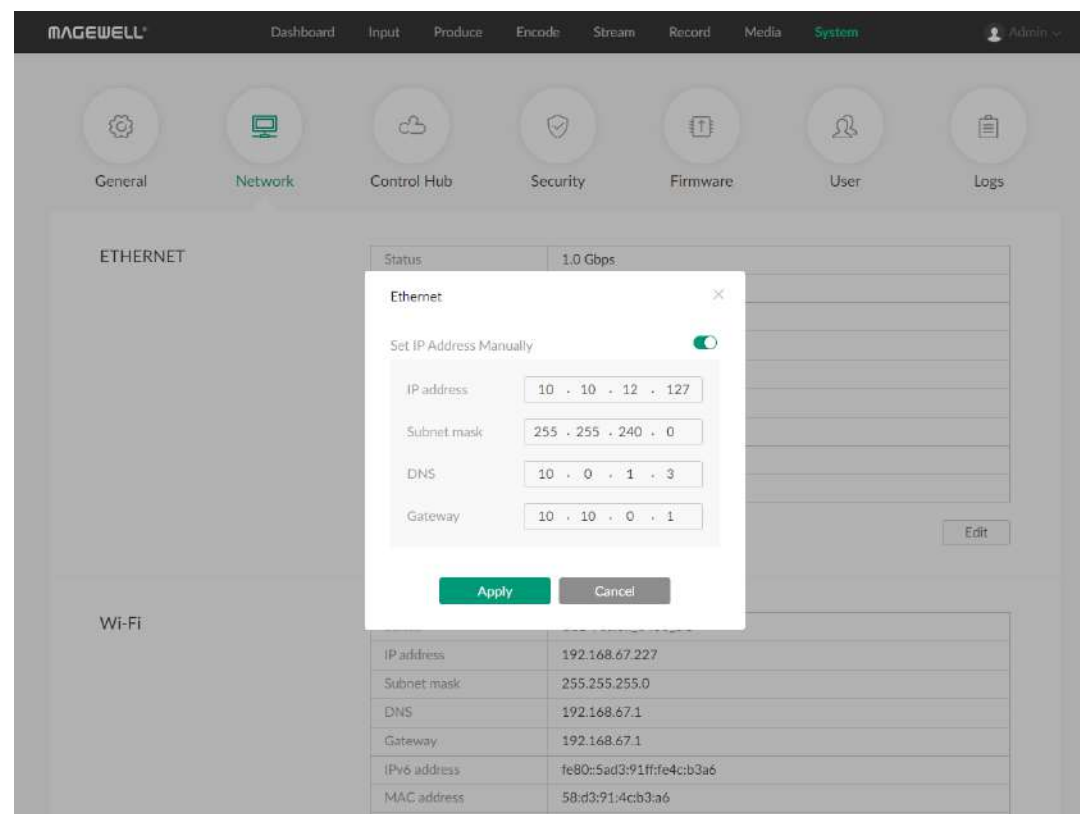 MAGEWELL Dashboard Input Produce Encode Stream Record Media System Admin
General Network Control Hub Security Firmware User Logs
ETHERNET
Status 1.0 Gbps
Ethernet
Set IP Address Manually
IP address 10 . 10 . 12 . 127
Subnet mask 255 . 255 . 240 . 0
DNS 10 . 0 . 1 . 3
Gateway 10 . 10 . 0 . 1
Edit
Apply Cancel
Wi-Fi
IP address 192.168.67.227
Subnet mask 255.255.255.0
DNS 192.168.67.1
Gateway 192.168.67.1
IPv6 address fe80::5ad3:91ff:fe4c:b3a6
MAC address 58:d3:91:4c:b3:a6